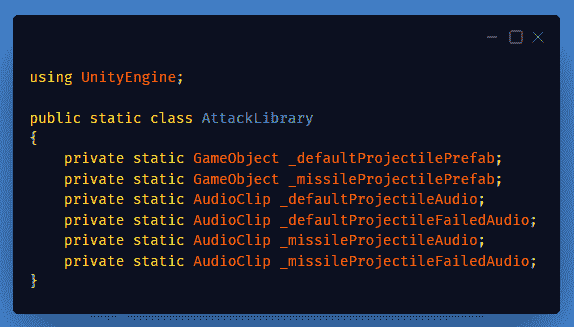 using UnityEngine;
public static class AttackLibrary
{
private static GameObject _defaultProjectilePrefab;
private static GameObject _missileProjectilePrefab;
private static AudioClip _defaultProjectileAudio;
private static AudioClip _defaultProjectileFailedAudio;
private static AudioClip _missileProjectileAudio;
private static AudioClip _missileProjectileFailedAudio;
}